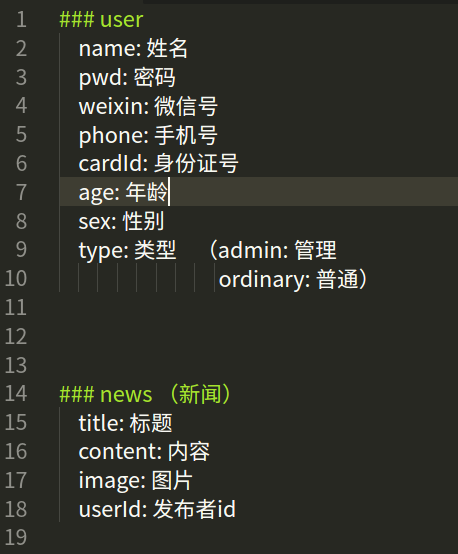 1 ### user
2 name: 姓名
3 pwd: 密码
4 weixin: 微信号
5 phone: 手机号
6 cardId: 身份证号
7 age: 年龄
8 sex: 性别
9 type: 类型 （admin: 管理
10 ordinary: 普通）
11
12
13
14 ### news （新闻）
15 title: 标题
16 content: 内容
17 image: 图片
18 userId: 发布者id
19